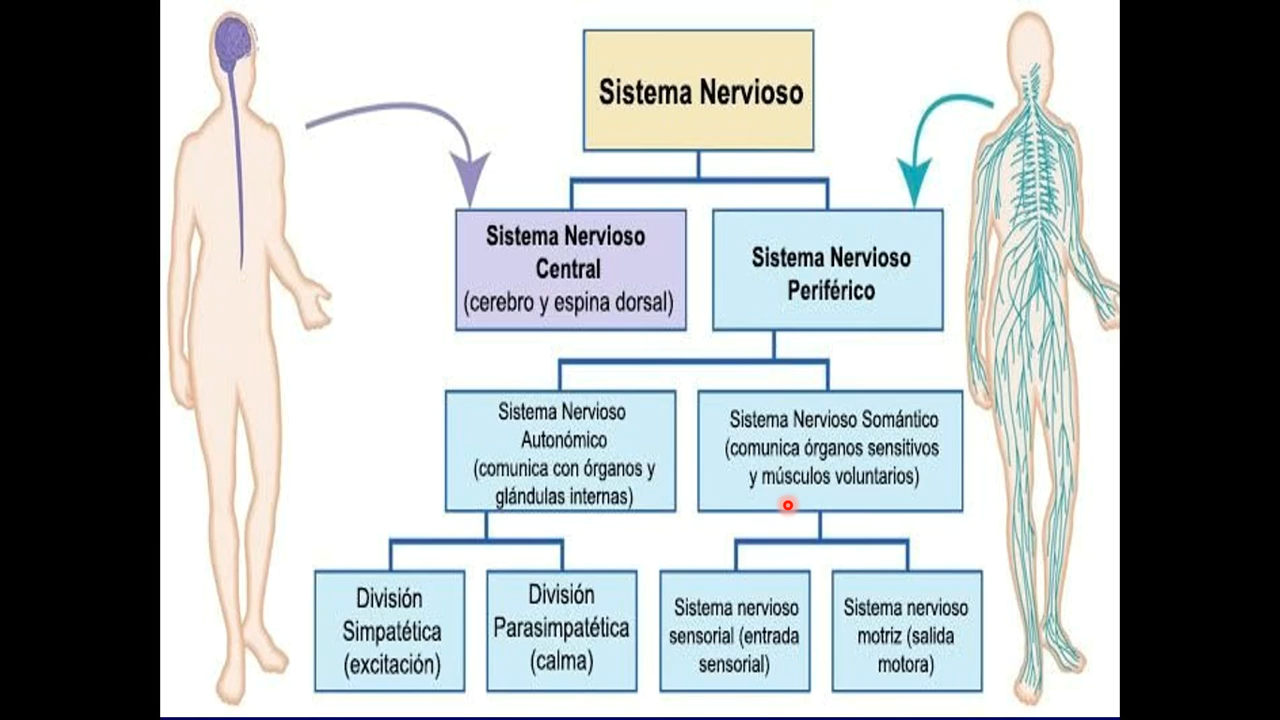 Sistema Nervioso
Sistema Nervioso
Central
(cerebro y espina dorsal)
Sistema Nervioso
Periférico
Sistema Nervioso
Autonómico
(comunica con órganos y
glándulas internas)
Sistema Nervioso Somántico
(comunica órganos sensitivos
y músculos voluntarios)
División
Simpatética
(excitación)
División
Parasimpatética
(calma)
Sistema nervioso
sensorial (entrada
sensorial)
Sistema nervioso
motriz (salida
motora)